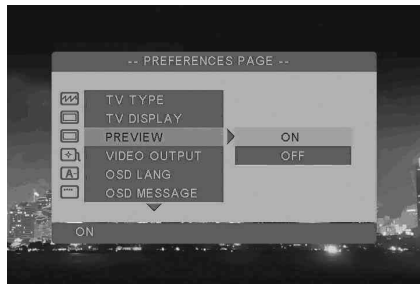 -- PREFERENCES PAGE --
TV TYPE
TV DISPLAY
PREVIEW ON
VIDEO OUTPUT OFF
OSD LANG
OSD MESSAGE
ON